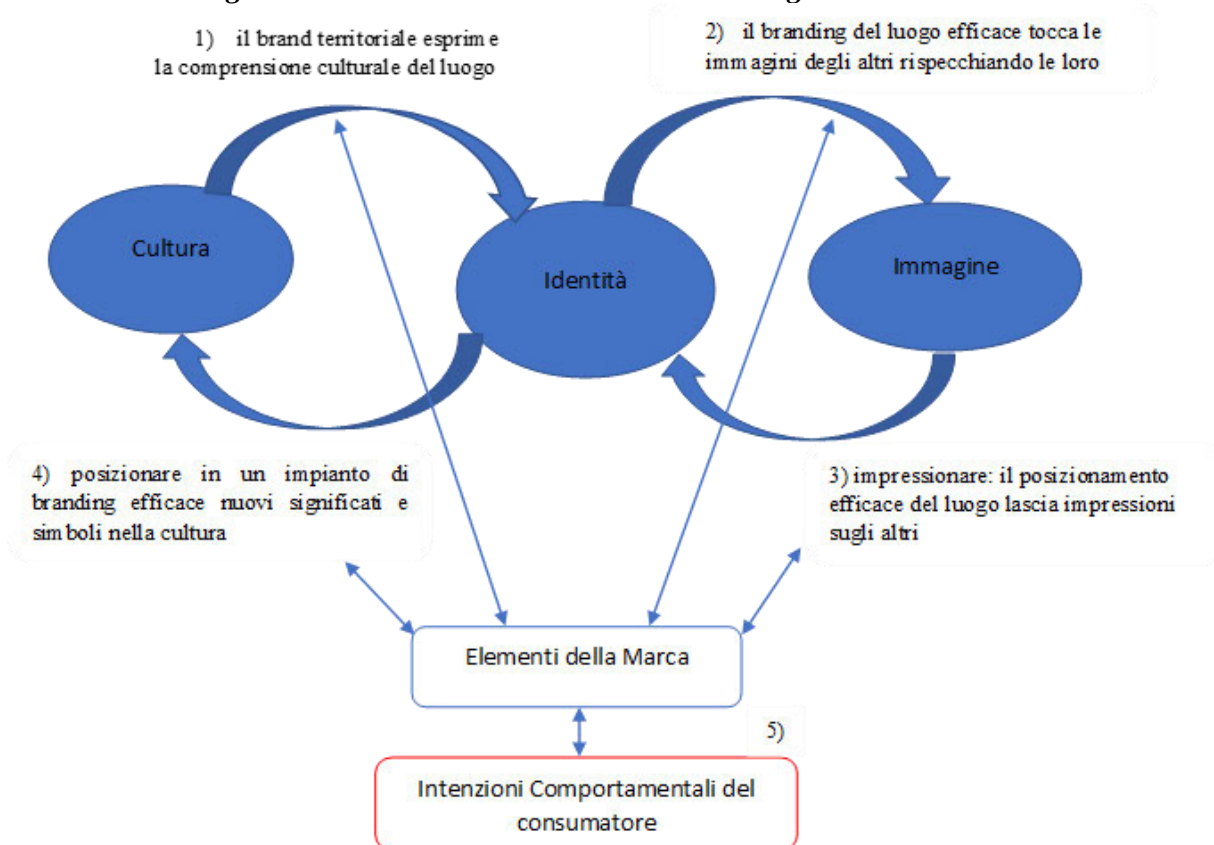 1) il brand territoriale esprime
la comprensione culturale del luogo
2) il branding del luogo efficace tocca le
immagini degli altri rispecchiando le loro
Cultura
Identità
Immagine
4) posizionare in un impianto di
branding efficace nuovi significati e
simboli nella cultura
3) impressionare: il posizionamento
efficace del luogo lascia impressioni
sugli altri
Elementi della Marca
5)
Intenzioni Comportamentali del
consumatore